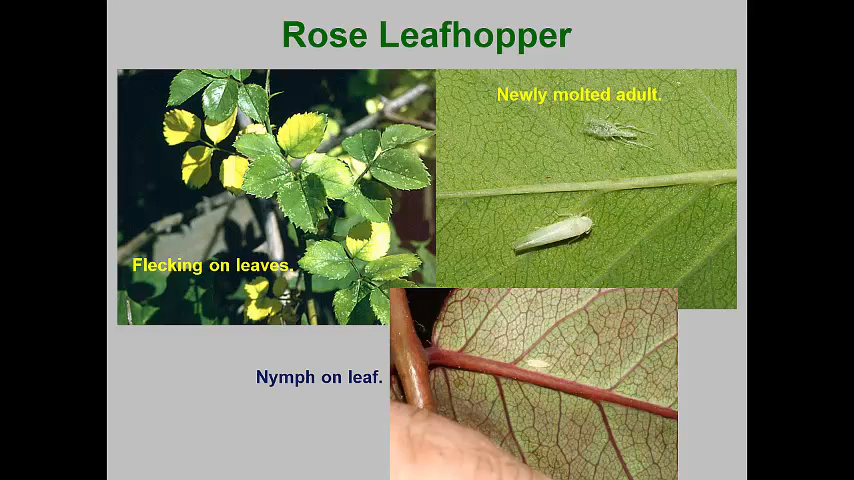 Rose Leafhopper
Newly molted adult.
Flecking on leaves.
Nymph on leaf.